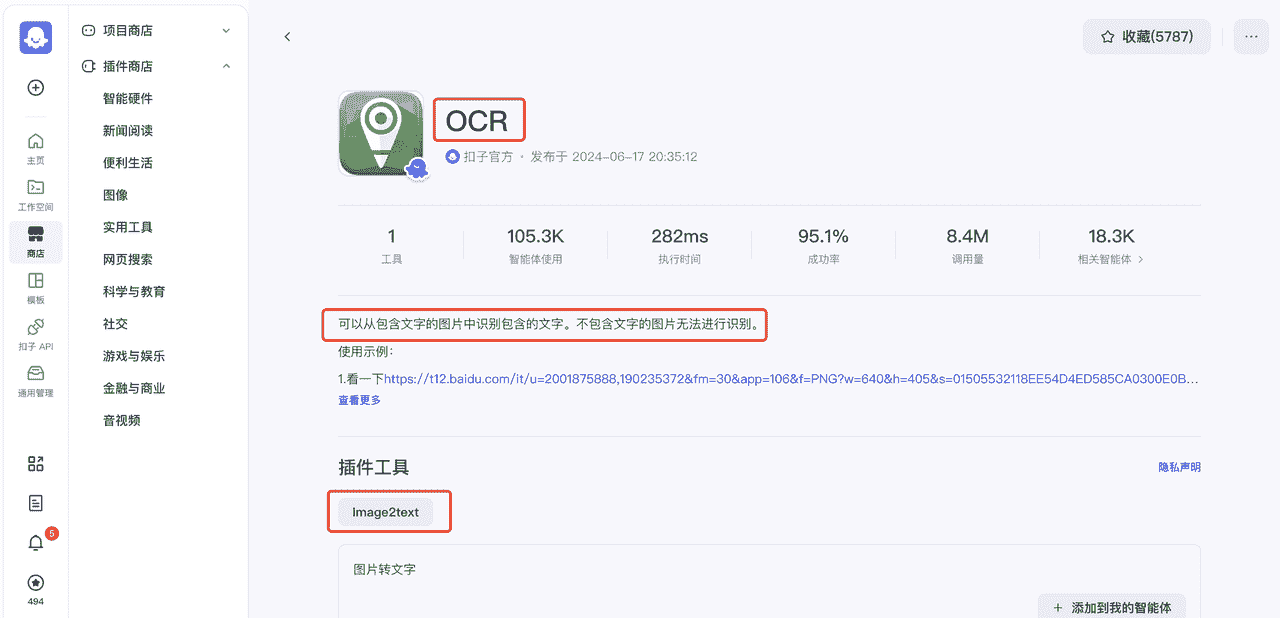 项目商店
插件商店
智能硬件
新闻阅读
便利生活
图像
实用工具
网页搜索
科学与教育
社交
游戏与娱乐
金融与商业
音视频
主页
工作空间
商店
模板
扣子 API
通用管理
5
494
收藏(5787)
OCR
扣子官方 · 发布于 2024-06-17 20:35:12
1
工具
105.3K
智能体使用
282ms
执行时间
95.1%
成功率
8.4M
调用量
18.3K
相关智能体
可以从包含文字的图片中识别包含的文字。不包含文字的图片无法进行识别。
使用示例：
1.看一下https://t12.baidu.com/it/u=2001875888,190235372&fm=30&app=106&f=PNG?w=640&h=405&s=01505532118EE54D4ED585CA0300E0B...
查看更多
插件工具
隐私声明
Image2text
图片转文字
+ 添加到我的智能体